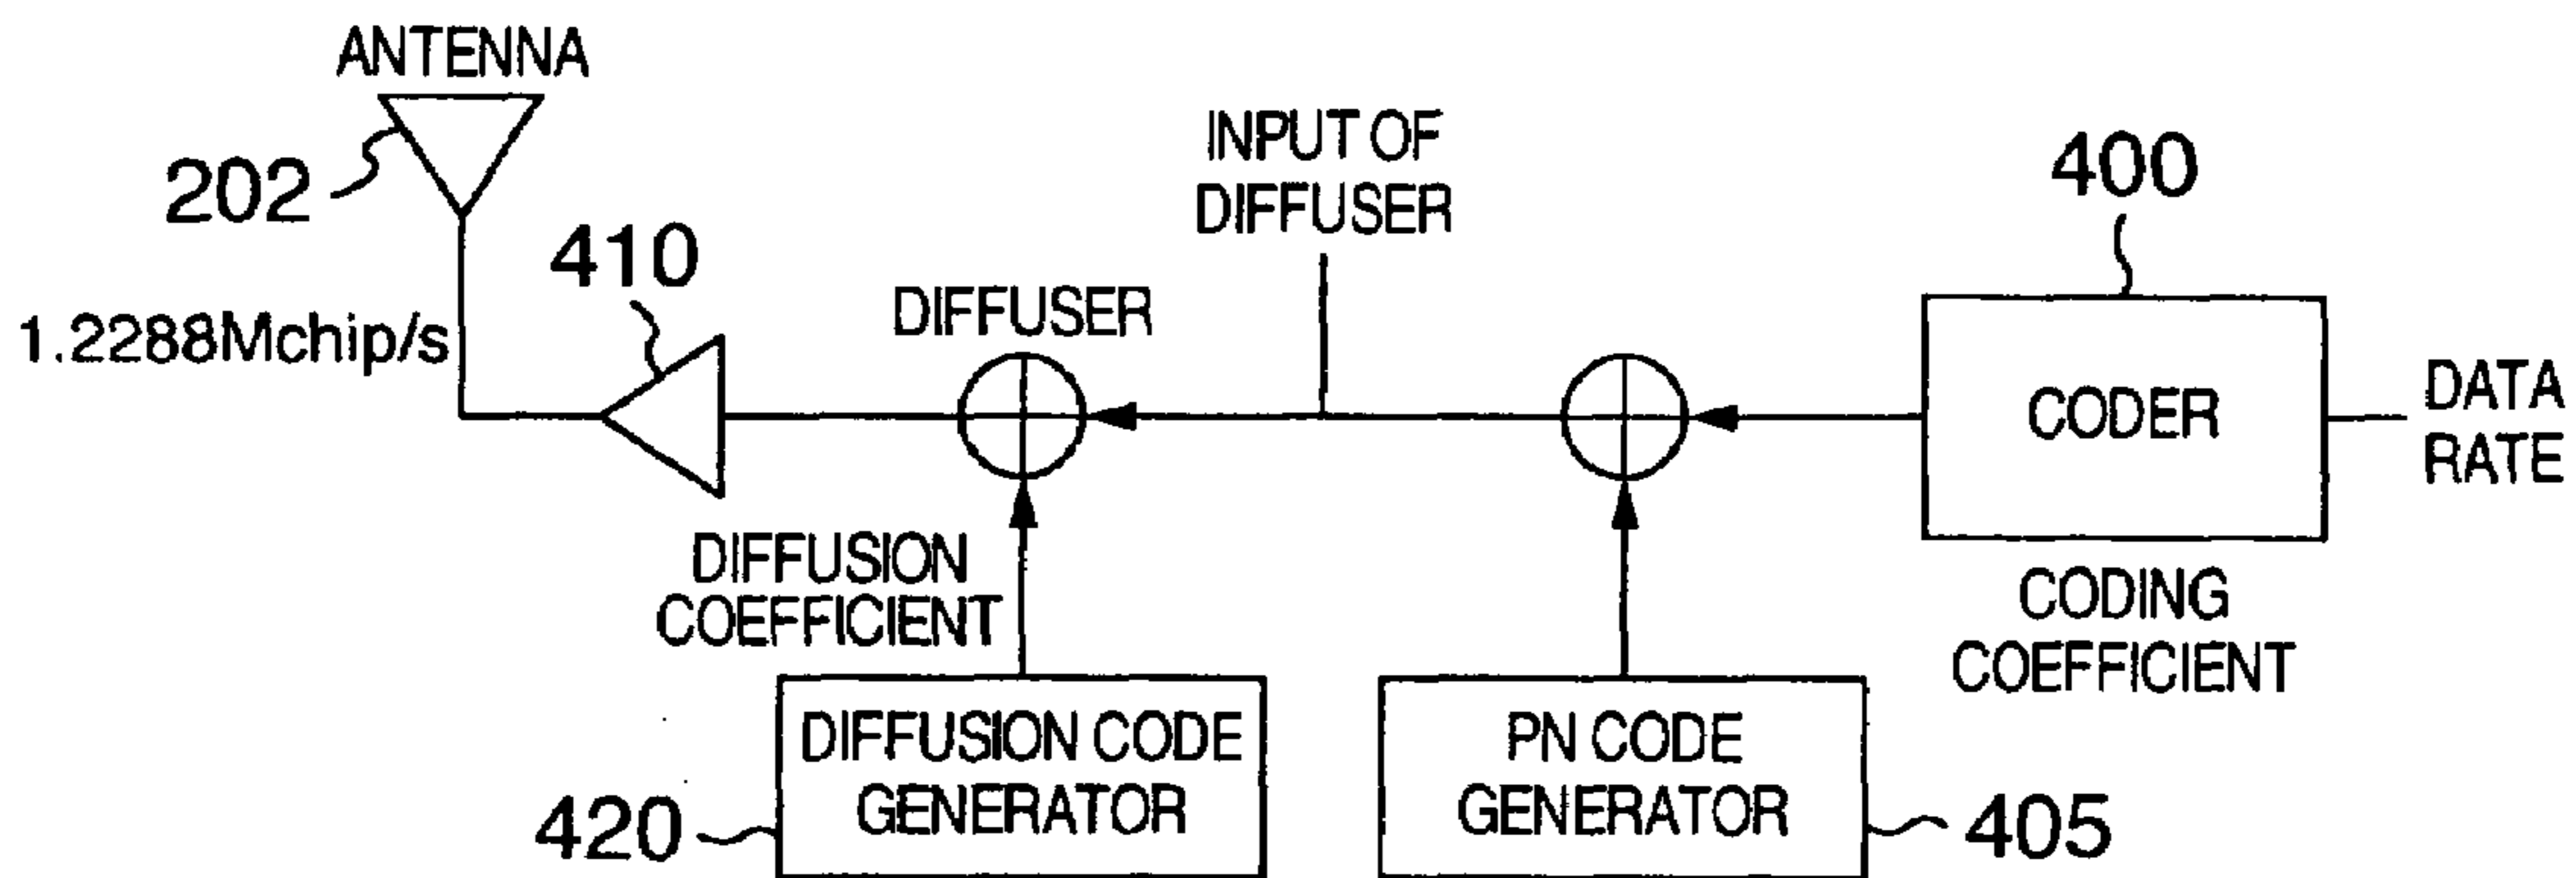 ANTENNA
202
1.2288Mchip/s
410
DIFFUSER
INPUT OF
DIFFUSER
400
CODER
DATA
RATE
CODING
COEFFICIENT
DIFFUSION
COEFFICIENT
DIFFUSION CODE
GENERATOR
420
PN CODE
GENERATOR
405